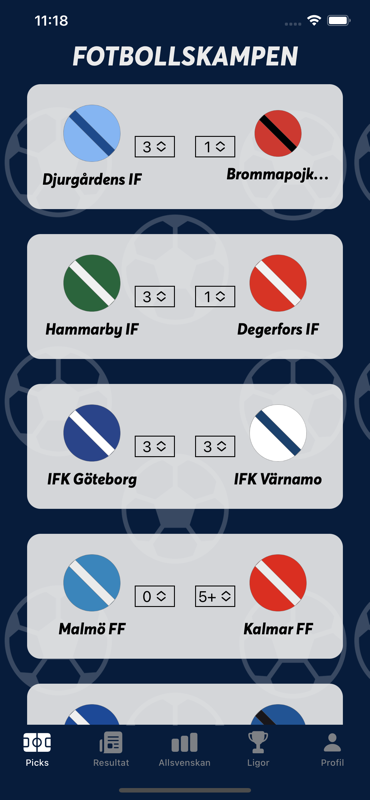 11:18
FOTBOLLSKAMPEN
3 1
Djurgårdens IF Brommapojk...
3 1
Hammarby IF Degerfors IF
3 3
IFK Göteborg IFK Värnamo
0 5+
Malmö FF Kalmar FF
Picks Resultat Allsvenskan Ligor Profil